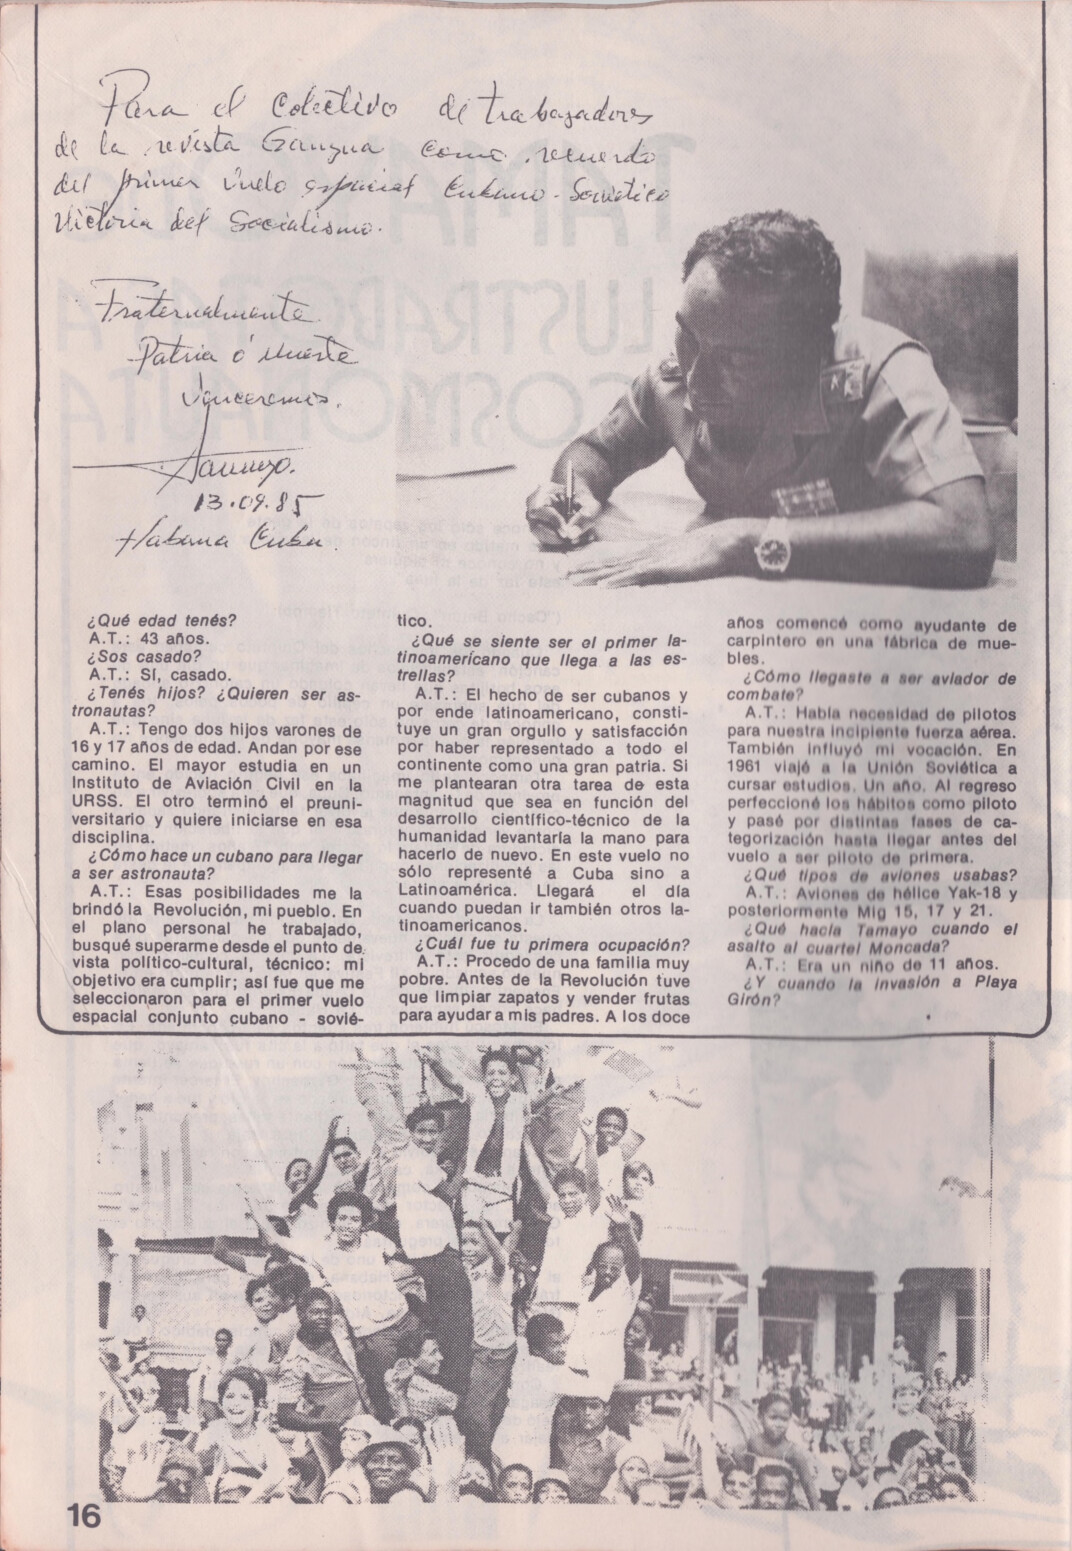 Para el Colectivo de trabajadores
de la revista Gaugua como recuerdo
del primer vuelo espacial Cubano-Soviético
Victoria del Socialismo.
Fraternalmente
Patria ó Muerte
Venceremos.
Tamayo.
13.09.85
Habana Cuba.
¿Qué edad tenés?
A.T.: 43 años.
¿Sos casado?
A.T.: Sí, casado.
¿Tenés hijos? ¿Quieren ser as-
tronautas?
A.T.: Tengo dos hijos varones de
16 y 17 años de edad. Andan por ese
camino. El mayor estudia en un
Instituto de Aviación Civil en la
URSS. El otro terminó el preuni-
versitario y quiere iniciarse en esa
disciplina.
¿Cómo hace un cubano para llegar
a ser astronauta?
A.T.: Esas posibilidades me la
brindó la Revolución, mi pueblo. En
el plano personal he trabajado,
busqué superarme desde el punto de
vista político-cultural, técnico: mi
objetivo era cumplir; así fue que me
seleccionaron para el primer vuelo
espacial conjunto cubano - sovié-
tico.
¿Qué se siente ser el primer la-
tinoamericano que llega a las es-
trellas?
A.T.: El hecho de ser cubanos y
por ende latinoamericano, consti-
tuye un gran orgullo y satisfacción
por haber representado a todo el
continente como una gran patria. Si
me plantearan otra tarea de esta
magnitud que sea en función del
desarrollo científico-técnico de la
humanidad levantaría la mano para
hacerlo de nuevo. En este vuelo no
sólo representé a Cuba sino a
Latinoamérica. Llegará el día
cuando puedan ir también otros la-
tinoamericanos.
¿Cuál fue tu primera ocupación?
A.T.: Procedo de una familia muy
pobre. Antes de la Revolución tuve
que limpiar zapatos y vender frutas
para ayudar a mis padres. A los doce
años comencé como ayudante de
carpintero en una fábrica de mue-
bles.
¿Cómo llegaste a ser aviador de
combate?
A.T.: Había necesidad de pilotos
para nuestra incipiente fuerza aérea.
También influyó mi vocación. En
1961 viajé a la Unión Soviética a
cursar estudios. Un año. Al regreso
perfeccioné los hábitos como piloto
y pasé por distintas fases de ca-
tegorización hasta llegar antes del
vuelo a ser piloto de primera.
¿Qué tipos de aviones usabas?
A.T.: Aviones de hélice Yak-18 y
posteriormente Mig 15, 17 y 21.
¿Qué hacía Tamayo cuando el
asalto al cuartel Moncada?
A.T.: Era un niño de 11 años.
¿Y cuando la invasión a Playa
Girón?
16